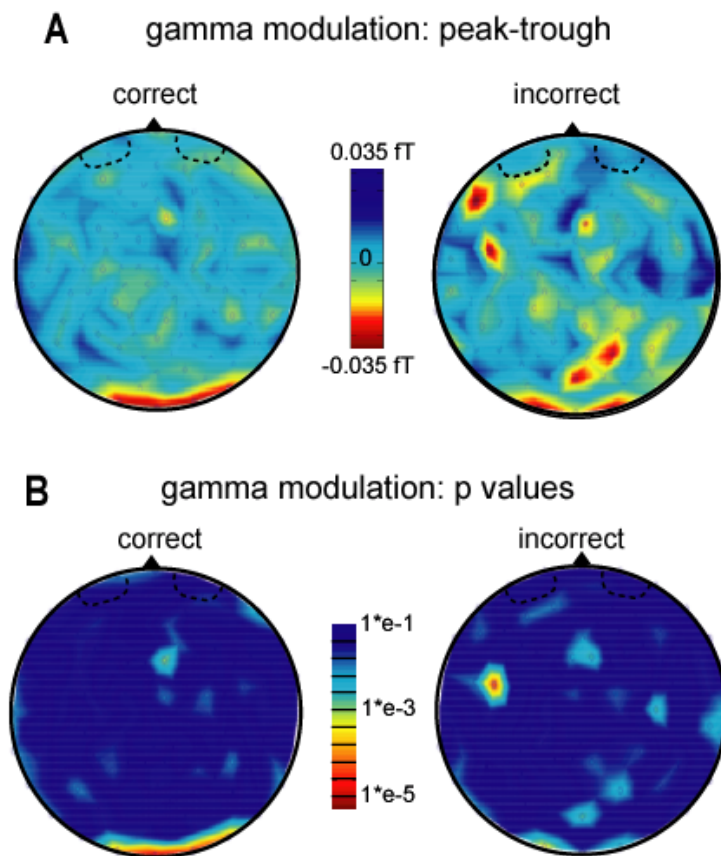 A gamma modulation: peak-trough
correct
incorrect
0.035 fT
0
-0.035 fT
B gamma modulation: p values
correct
incorrect
1*e-1
1*e-3
1*e-5